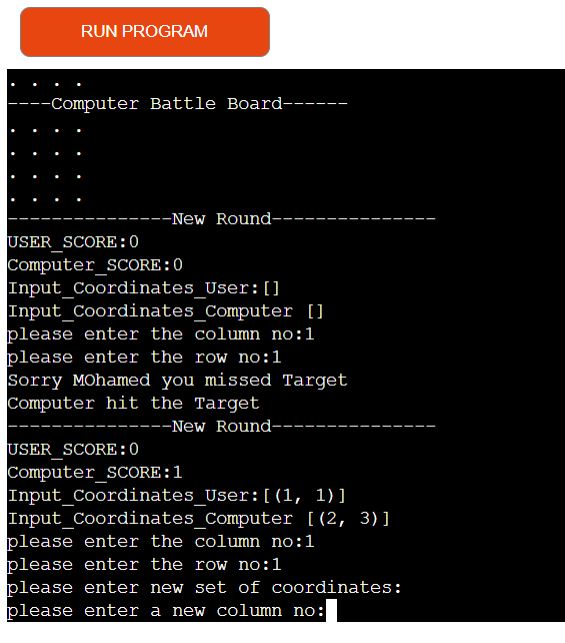 RUN PROGRAM
. . . .
----Computer Battle Board------
. . . .
. . . .
. . . .
. . . .
---------------New Round---------------
USER_SCORE:0
Computer_SCORE:0
Input_Coordinates_User:[]
Input_Coordinates_Computer []
please enter the column no:1
please enter the row no:1
Sorry MOhamed you missed Target
Computer hit the Target
---------------New Round---------------
USER_SCORE:0
Computer_SCORE:1
Input_Coordinates_User:[(1, 1)]
Input_Coordinates_Computer [(2, 3)]
please enter the column no:1
please enter the row no:1
please enter new set of coordinates:
please enter a new column no: